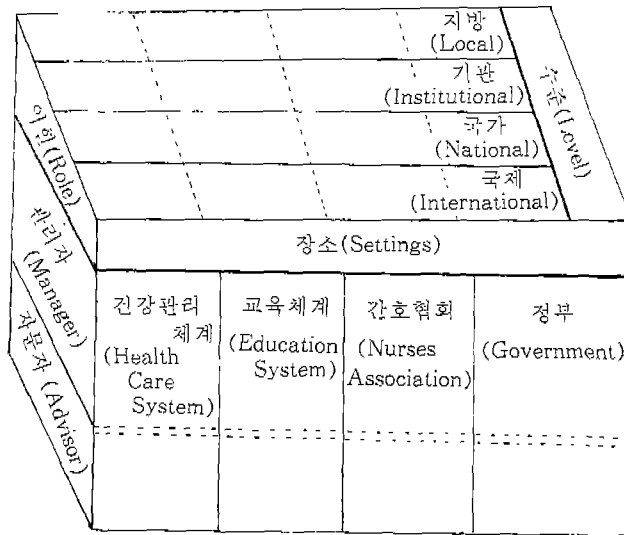 지방
(Local)
기관
(Institutional)
국가
(National)
국제
(International)
수준(Level)
역할(Role)
관리자
(Manager)
자문자(Advisor)
장소(Settings)
건강관리
체계
(Health
Care
System)
교육체계
(Education
System)
간호협회
(Nurses
Association)
정부
(Government)